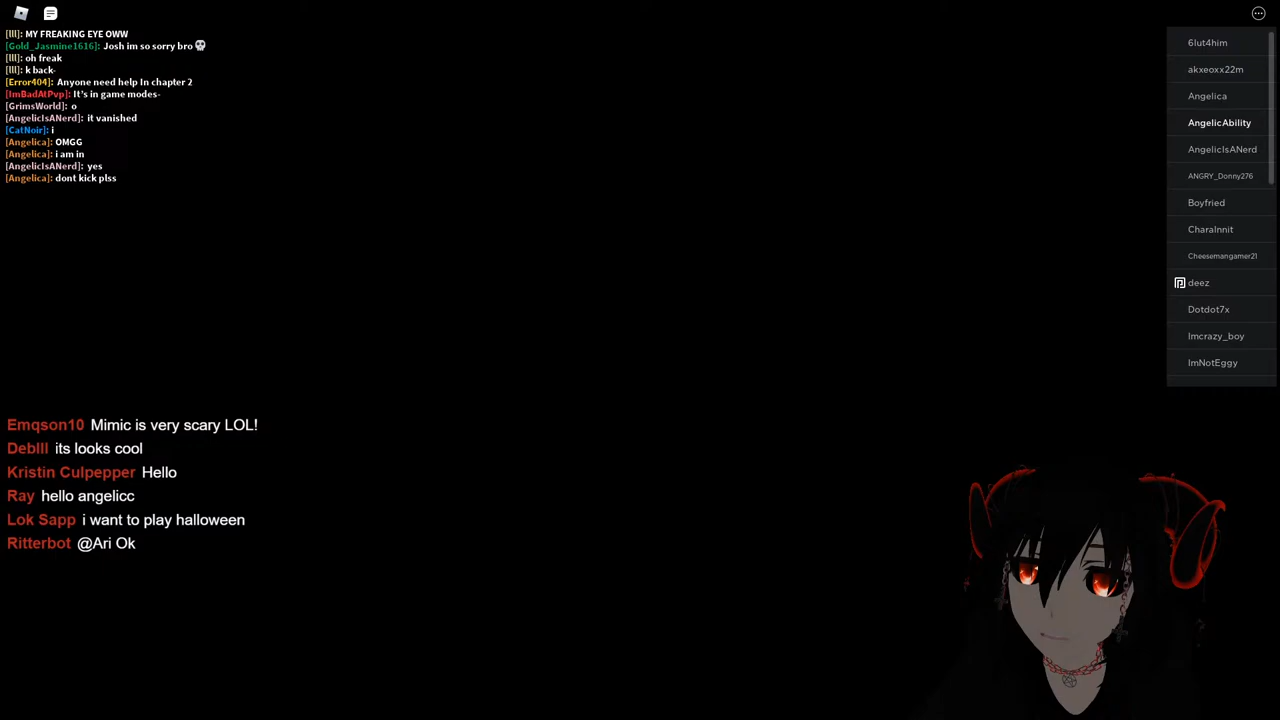 [lll]: MY FREAKING EYE OWW
[Gold_Jasmine1616]: Josh im so sorry bro 💀
[lll]: oh freak
[lll]: k back-
[Error404]: Anyone need help In chapter 2
[ImBadAtPvp]: It's in game modes-
[GrimsWorld]: o
[AngelicIsANerd]: it vanished
[CatNoir]: i
[Angelica]: OMGG
[Angelica]: i am in
[AngelicIsANerd]: yes
[Angelica]: dont kick plss
6lut4him
akxeoxx22m
Angelica
AngelicAbility
AngelicIsANerd
ANGRY_Donny276
Boyfried
CharaInnit
Cheesemangamer21
deez
Dotdot7x
Imcrazy_boy
ImNotEggy
Emqson10 Mimic is very scary LOL!
Deblll its looks cool
Kristin Culpepper Hello
Ray hello angelicc
Lok Sapp i want to play halloween
Ritterbot @Ari Ok